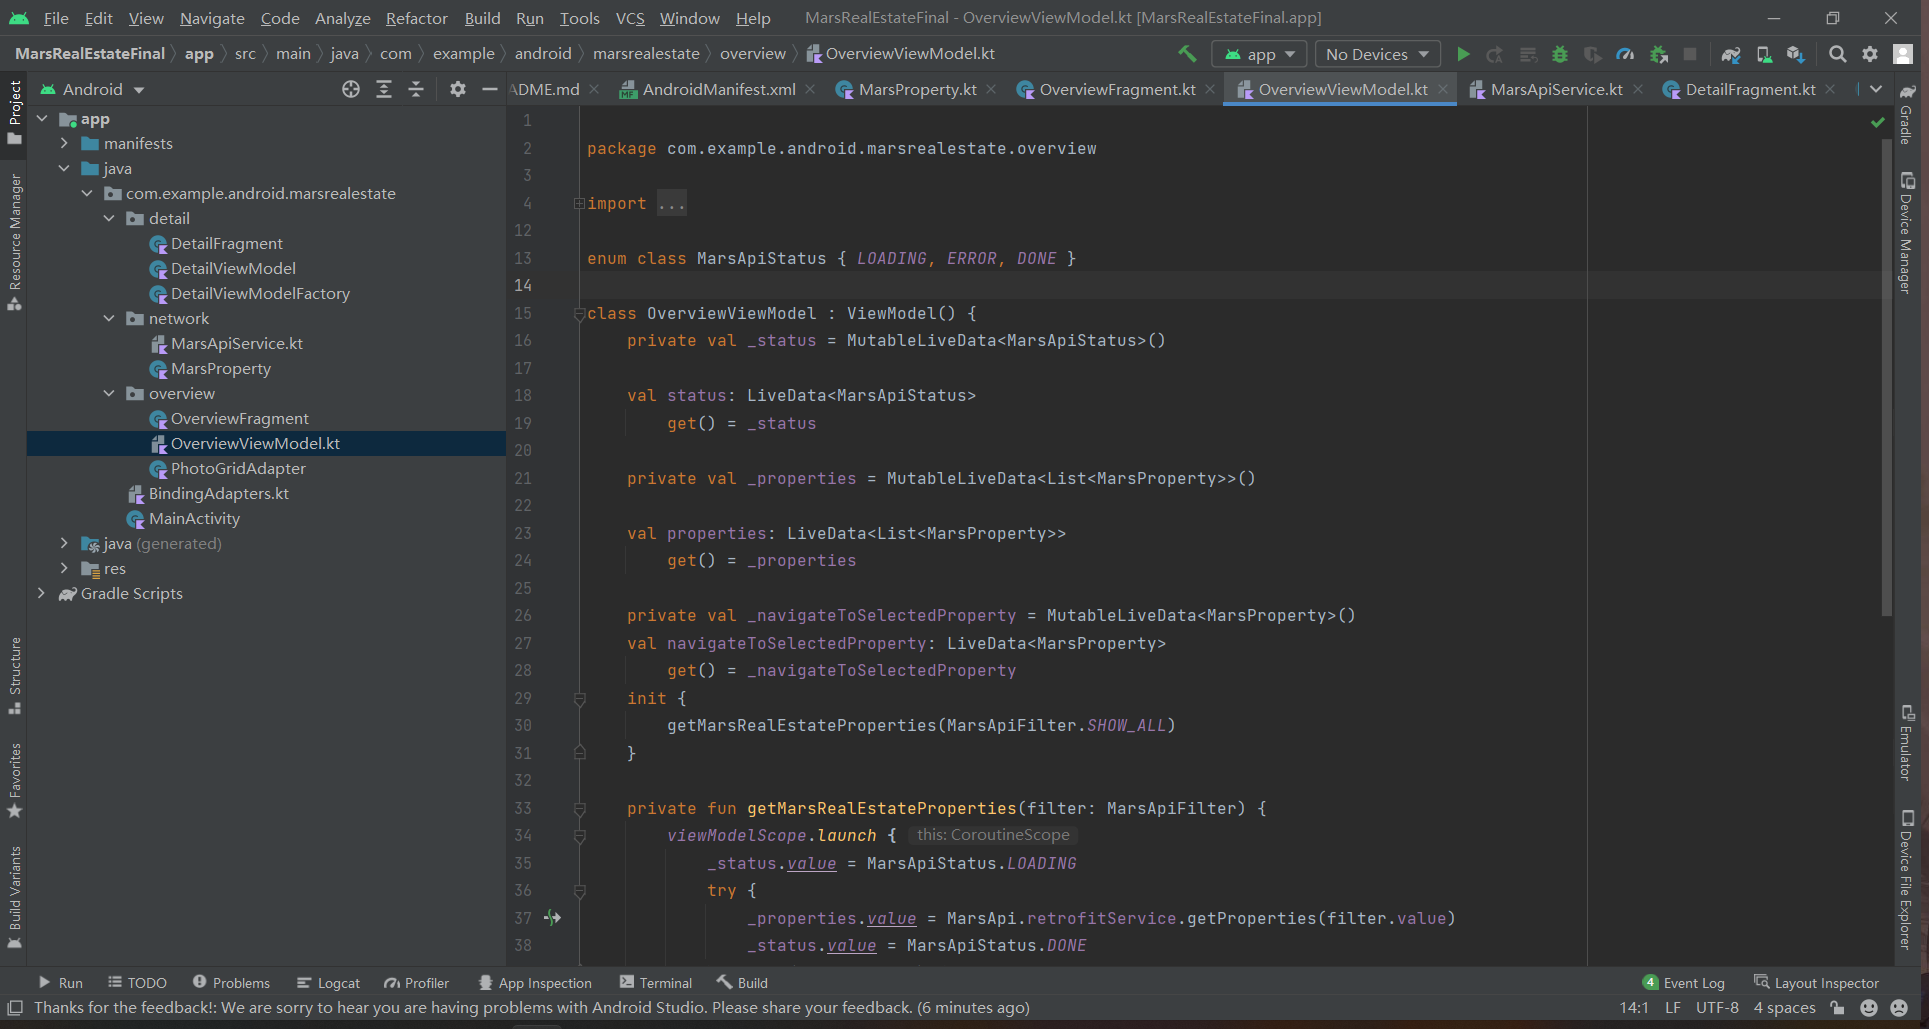 File Edit View Navigate Code Analyze Refactor Build Run Tools VCS Window Help MarsRealEstateFinal - OverviewViewModel.kt [MarsRealEstateFinal.app]
MarsRealEstateFinal app src main java com example android marsrealestate overview OverviewViewModel.kt app No Devices
Android
ADME.md AndroidManifest.xml MarsProperty.kt OverviewFragment.kt OverviewViewModel.kt MarsApiService.kt DetailFragment.kt
Project
Resource Manager
Structure
Favorites
Build Variants
app
manifests
java
com.example.android.marsrealestate
detail
DetailFragment
DetailViewModel
DetailViewModelFactory
network
MarsApiService.kt
MarsProperty
overview
OverviewFragment
OverviewViewModel.kt
PhotoGridAdapter
BindingAdapters.kt
MainActivity
java (generated)
res
Gradle Scripts
1
2 package com.example.android.marsrealestate.overview
3
4 import ...
12
13 enum class MarsApiStatus { LOADING, ERROR, DONE }
14
15 class OverviewViewModel : ViewModel() {
16 private val _status = MutableLiveData<MarsApiStatus>()
17
18 val status: LiveData<MarsApiStatus>
19 get() = _status
20
21 private val _properties = MutableLiveData<List<MarsProperty>>()
22
23 val properties: LiveData<List<MarsProperty>>
24 get() = _properties
25
26 private val _navigateToSelectedProperty = MutableLiveData<MarsProperty>()
27 val navigateToSelectedProperty: LiveData<MarsProperty>
28 get() = _navigateToSelectedProperty
29 init {
30 getMarsRealEstateProperties(MarsApiFilter.SHOW_ALL)
31 }
32
33 private fun getMarsRealEstateProperties(filter: MarsApiFilter) {
34 viewModelScope.launch { this: CoroutineScope
35 _status.value = MarsApiStatus.LOADING
36 try {
37 _properties.value = MarsApi.retrofitService.getProperties(filter.value)
38 _status.value = MarsApiStatus.DONE
Gradle
Device Manager
Emulator
Device File Explorer
Run TODO Problems Logcat Profiler App Inspection Terminal Build 4 Event Log Layout Inspector
Thanks for the feedback!: We are sorry to hear you are having problems with Android Studio. Please share your feedback. (6 minutes ago) 14:1 LF UTF-8 4 spaces